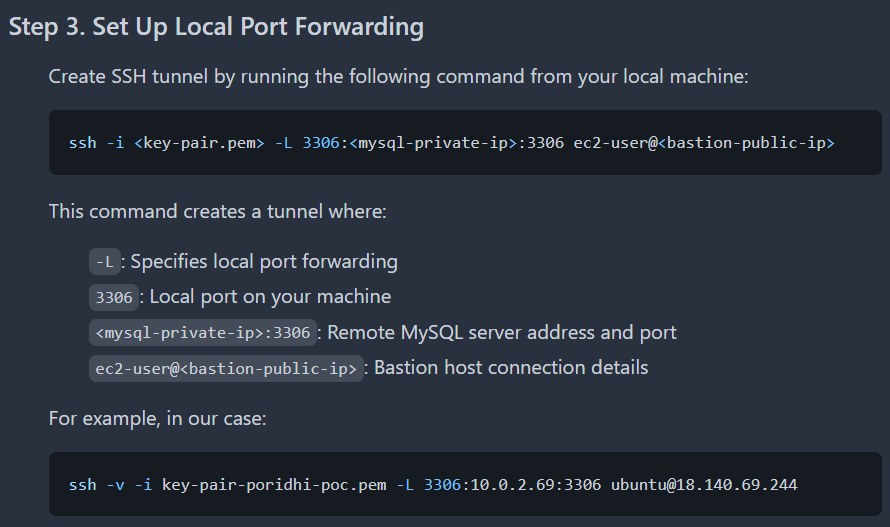 Step 3. Set Up Local Port Forwarding
Create SSH tunnel by running the following command from your local machine:
ssh -i <key-pair.pem> -L 3306:<mysql-private-ip>:3306 ec2-user@<bastion-public-ip>
This command creates a tunnel where:
-L: Specifies local port forwarding
3306: Local port on your machine
<mysql-private-ip>:3306: Remote MySQL server address and port
ec2-user@<bastion-public-ip>: Bastion host connection details
For example, in our case:
ssh -v -i key-pair-poridhi-poc.pem -L 3306:10.0.2.69:3306 ubuntu@18.140.69.244